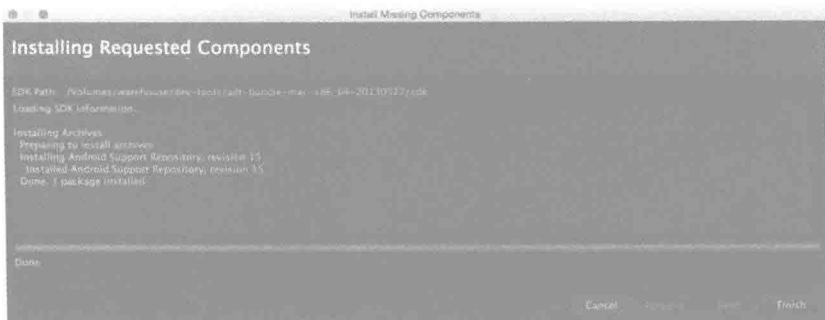 Install Missing Components
Installing Requested Components
SDK Path: /Volumes/warehouse/dev-tools/adt-bundle-mac-x86_64-20130522/sdk
Loading SDK information...
Installing Archives
Preparing to install archives
Installing Android Support Repository, revision 15
Installed Android Support Repository, revision 15
Done. 1 package installed.
Done
Cancel
Finish